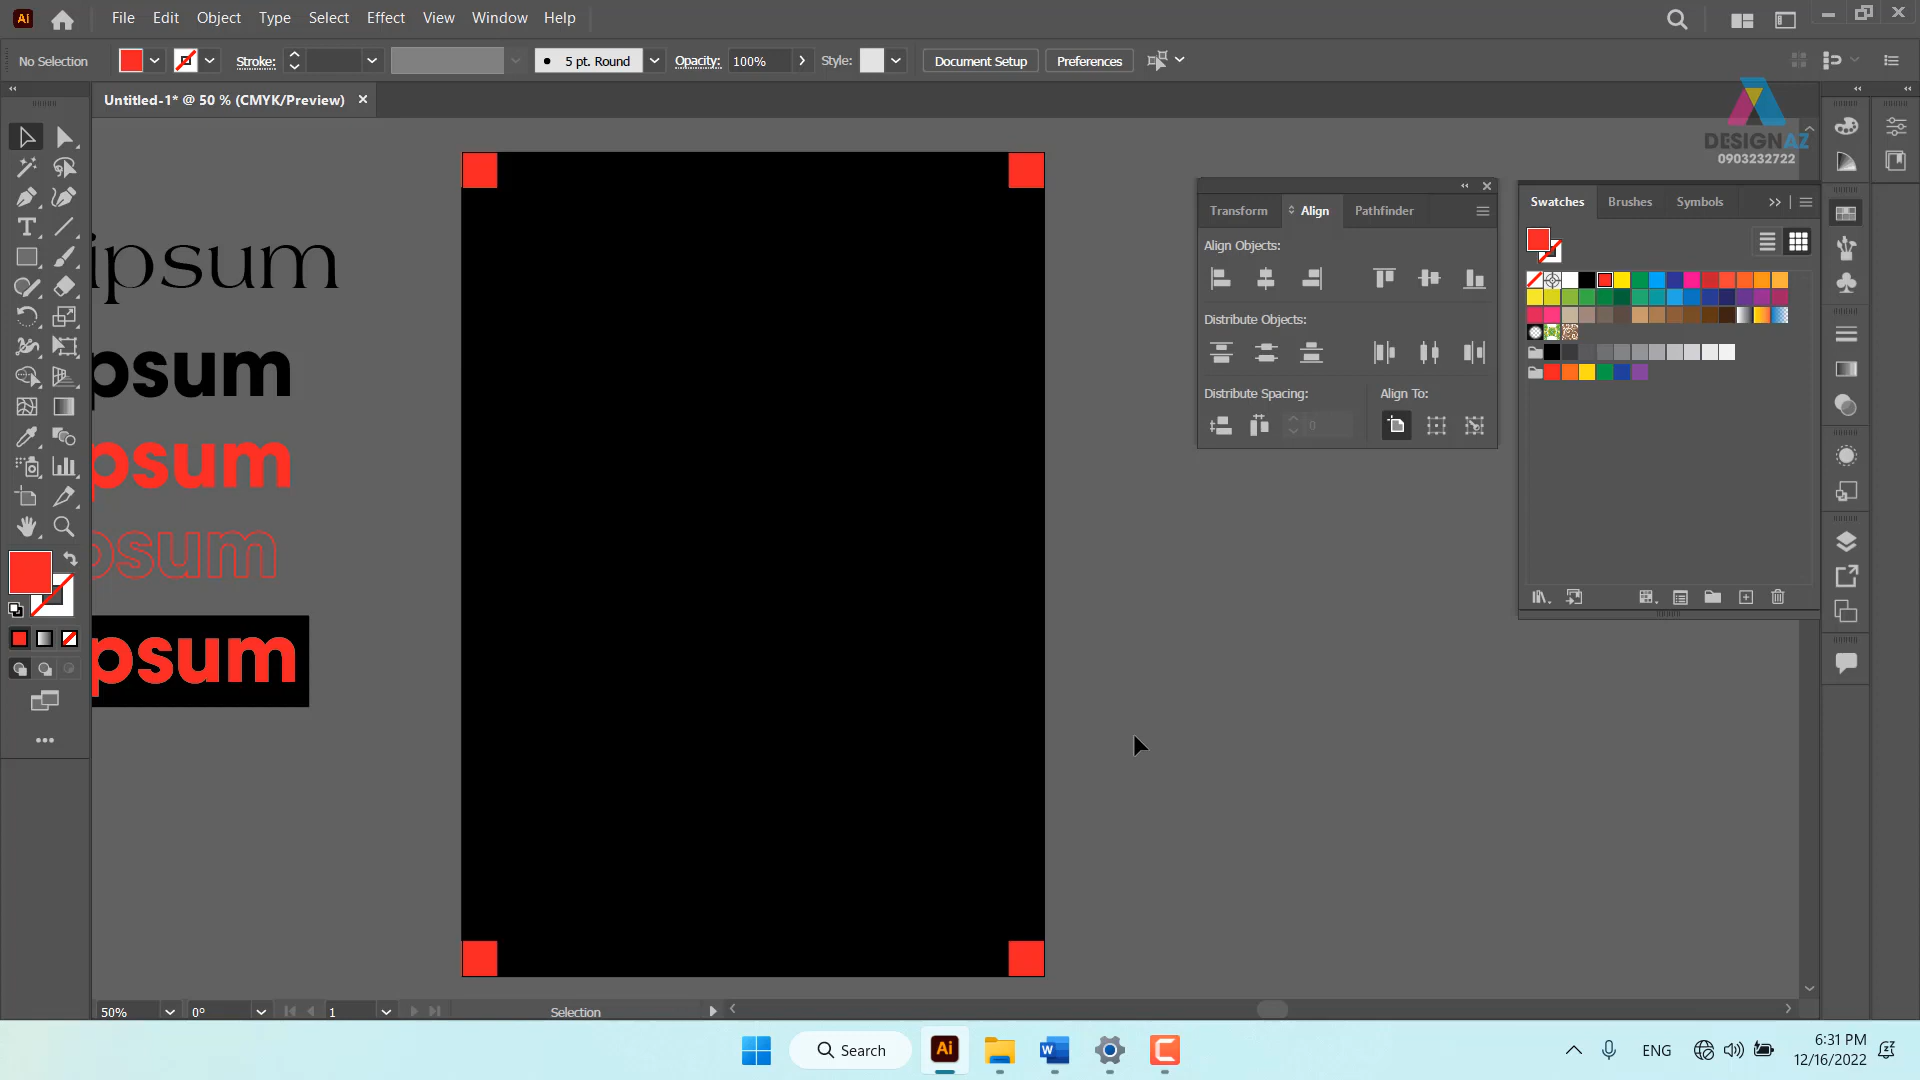 Ai File Edit Object Type Select Effect View Window Help
No Selection Stroke: 5 pt. Round Opacity: 100% Style: Document Setup Preferences
Untitled-1* @ 50 % (CMYK/Preview)
DESIGNAZ
0903232722
ipsum
psum
psum
psum
psum
Transform Align Pathfinder
Align Objects:
Distribute Objects:
Distribute Spacing: Align To:
0
Swatches Brushes Symbols
50% 0° 1 Selection
Search
Ai
W
C
ENG
6:31 PM
12/16/2022